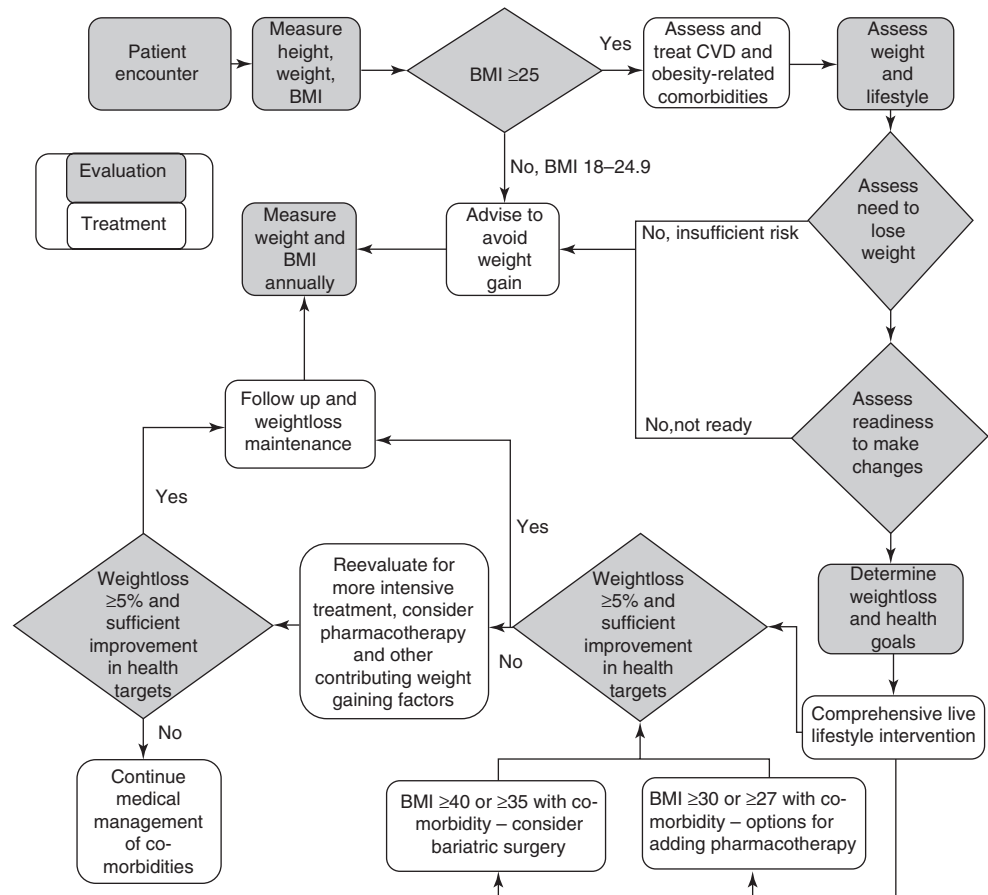 Patient
encounter
Measure
height,
weight,
BMI
BMI ≥25
Yes
Assess and
treat CVD and
obesity-related
comorbidities
Assess
weight
and
lifestyle
No, BMI 18–24.9
Evaluation
Treatment
Measure
weight and
BMI
annually
Advise to
avoid
weight
gain
No, insufficient risk
Assess
need to
lose
weight
Follow up and
weightloss
maintenance
No,not ready
Assess
readiness
to make
changes
Yes
Yes
Weightloss
≥5% and
sufficient
improvement
in health
targets
Reevaluate for
more intensive
treatment, consider
pharmacotherapy
and other
contributing weight
gaining factors
No
Weightloss
≥5% and
sufficient
improvement
in health
targets
Determine
weightloss
and health
goals
Comprehensive live
lifestyle intervention
No
Continue
medical
management
of co-
morbidities
BMI ≥40 or ≥35 with co-
morbidity – consider
bariatric surgery
BMI ≥30 or ≥27 with co-
morbidity – options for
adding pharmacotherapy